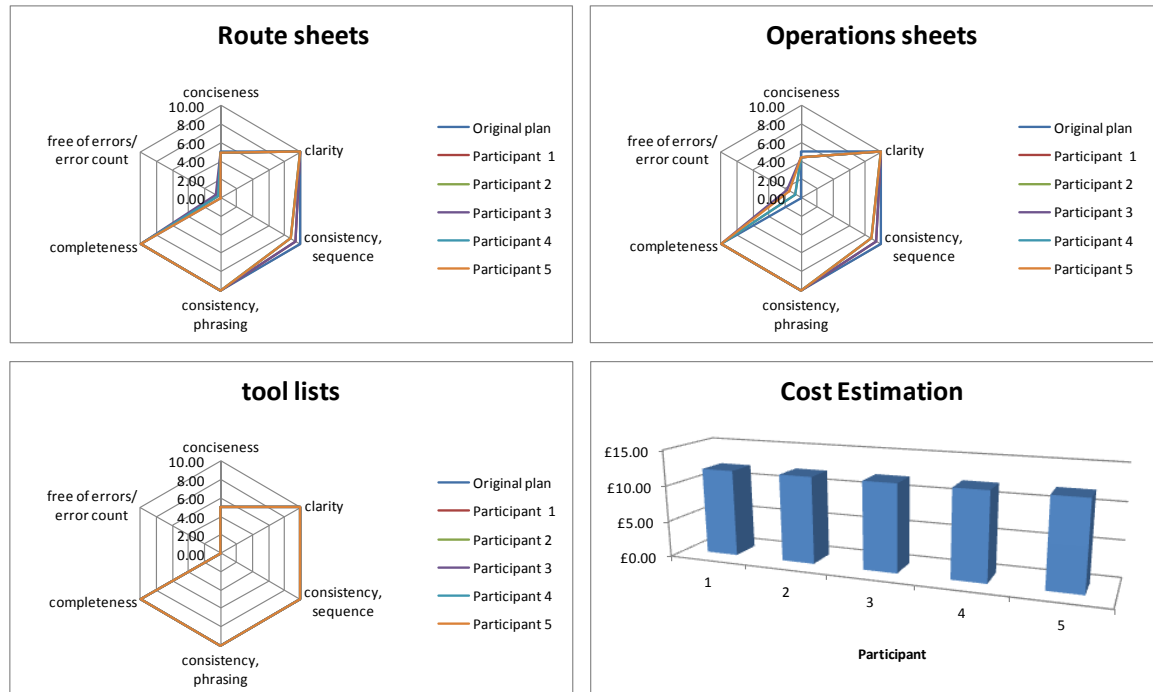 Route sheets
conciseness
10.00
8.00
6.00
4.00
2.00
0.00
free of errors/
error count
clarity
completeness
consistency,
sequence
consistency,
phrasing
Original plan
Participant 1
Participant 2
Participant 3
Participant 4
Participant 5
Operations sheets
conciseness
10.00
8.00
6.00
4.00
2.00
0.00
free of errors/
error count
clarity
completeness
consistency,
sequence
consistency,
phrasing
Original plan
Participant 1
Participant 2
Participant 3
Participant 4
Participant 5
tool lists
conciseness
10.00
8.00
6.00
4.00
2.00
0.00
free of errors/
error count
clarity
completeness
consistency,
sequence
consistency,
phrasing
Original plan
Participant 1
Participant 2
Participant 3
Participant 4
Participant 5
Cost Estimation
£15.00
£10.00
£5.00
£0.00
1
2
3
4
5
Participant